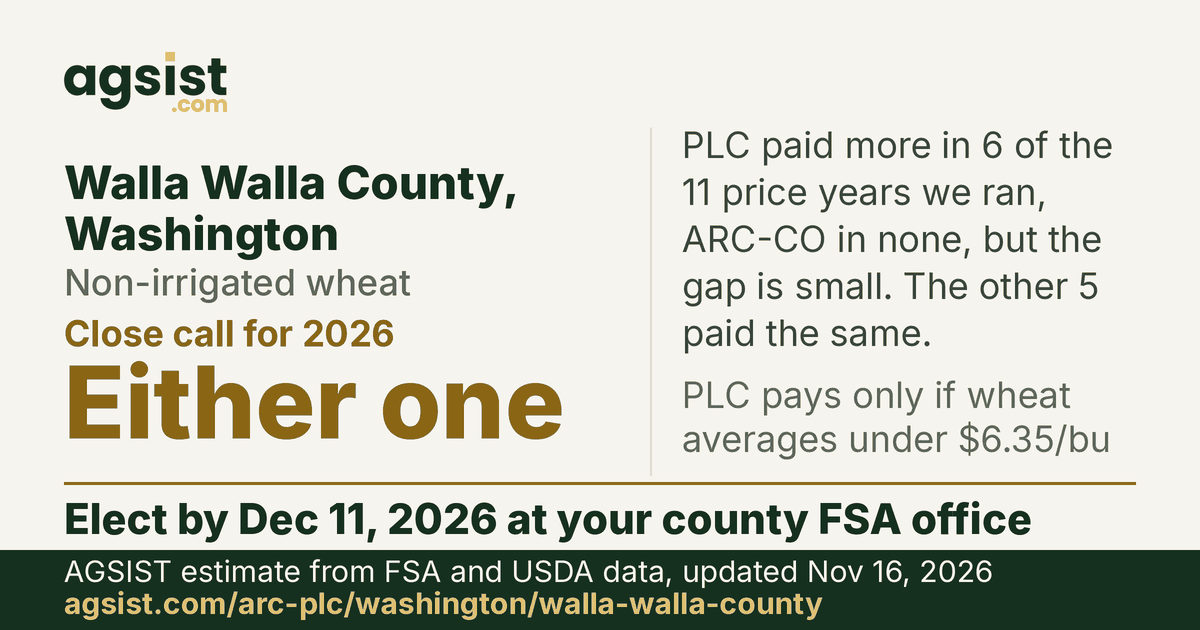 agsist
.com
Walla Walla County,
Washington
Non-irrigated wheat
Close call for 2026
Either one
PLC paid more in 6 of the
11 price years we ran,
ARC-CO in none, but the
gap is small. The other 5
paid the same.
PLC pays only if wheat
averages under $6.35/bu
Elect by Dec 11, 2026 at your county FSA office
AGSIST estimate from FSA and USDA data, updated Nov 16, 2026
agsist.com/arc-plc/washington/walla-walla-county